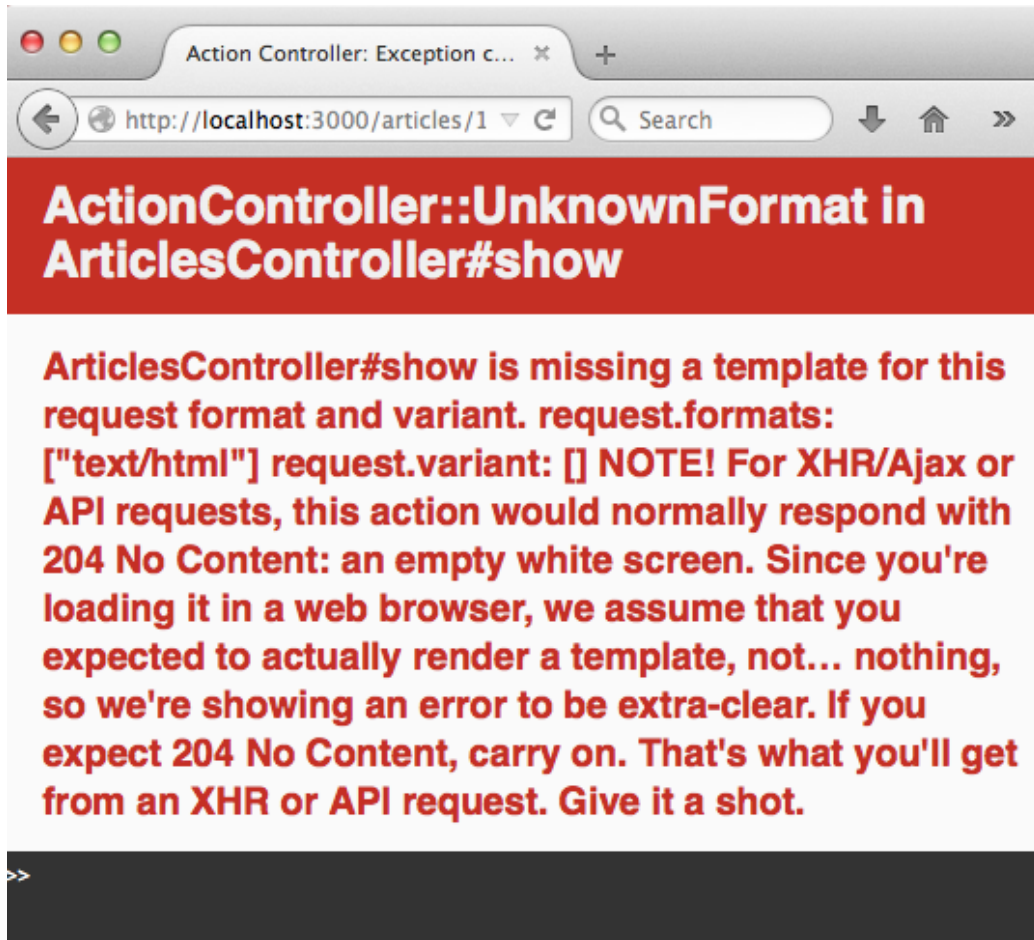 Action Controller: Exception c...
http://localhost:3000/articles/1
Search
ActionController::UnknownFormat in
ArticlesController#show
ArticlesController#show is missing a template for this
request format and variant. request.formats:
["text/html"] request.variant: [] NOTE! For XHR/Ajax or
API requests, this action would normally respond with
204 No Content: an empty white screen. Since you're
loading it in a web browser, we assume that you
expected to actually render a template, not… nothing,
so we're showing an error to be extra-clear. If you
expect 204 No Content, carry on. That's what you'll get
from an XHR or API request. Give it a shot.
>>